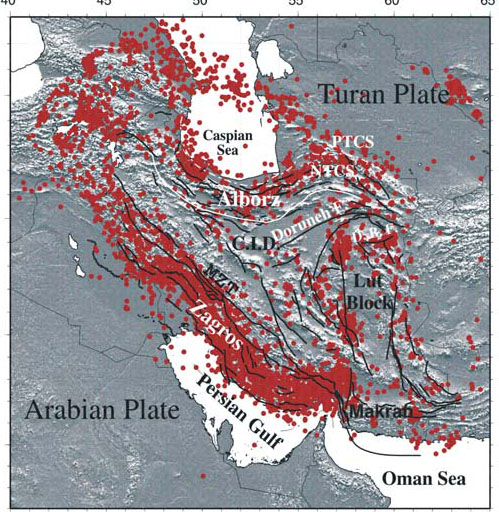 40 45 50 55 60 65
Turan Plate
Caspian
Sea
PTCS
NTCS
Alborz
Doruneh F.
D.B.F
C.I.D.
MZT
Lut
Block
Zagros
Persian Gulf
Arabian Plate
Makran
Oman Sea